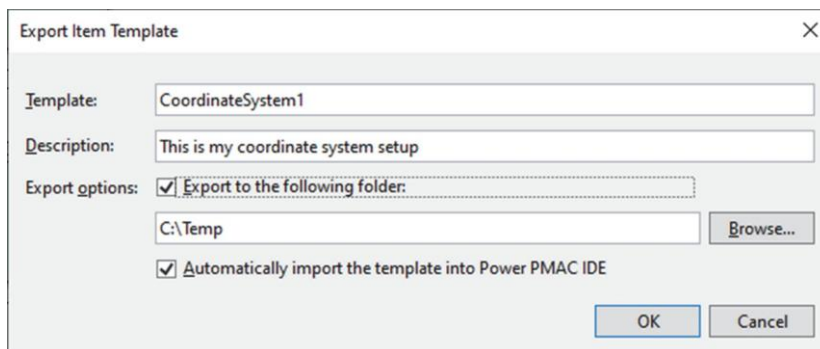 Export Item Template
Template: CoordinateSystem1
Description: This is my coordinate system setup
Export options: Export to the following folder:
C:\Temp Browse...
Automatically import the template into Power PMAC IDE
OK Cancel